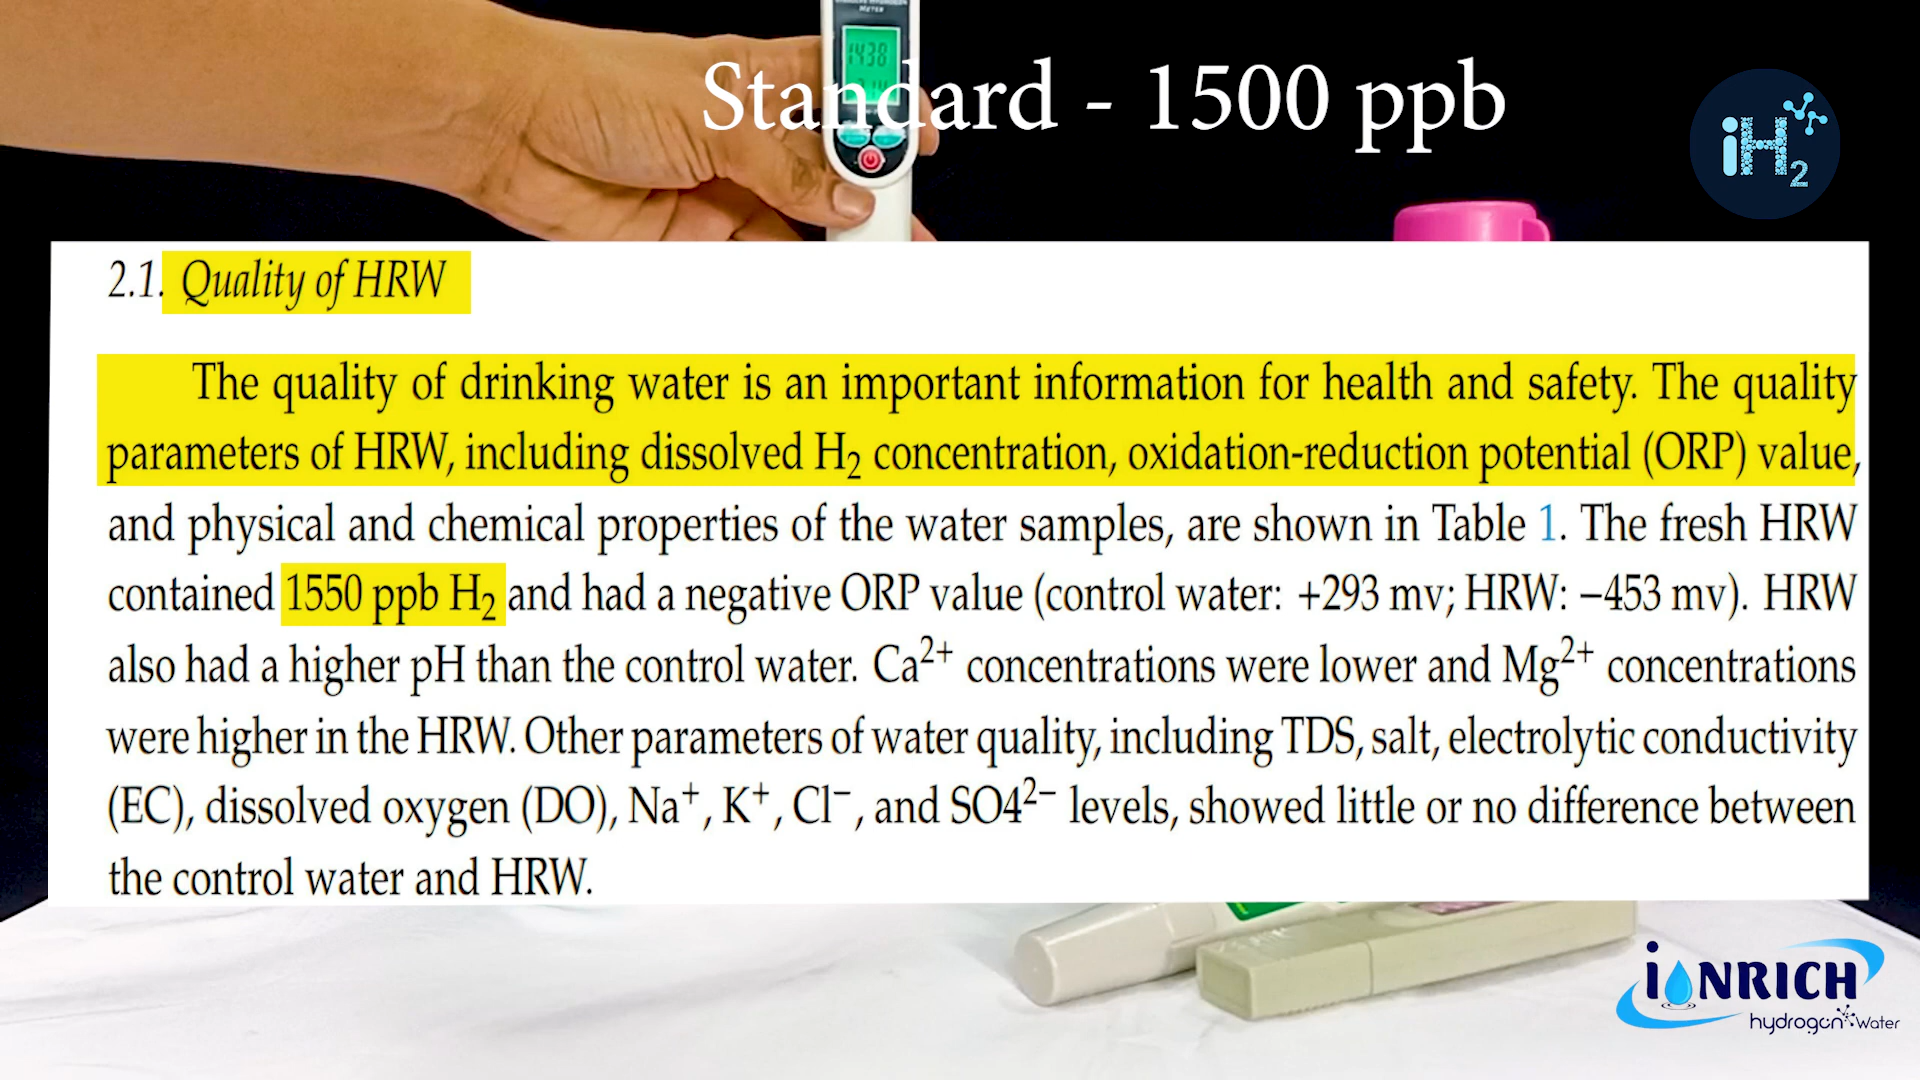 1438
Standard - 1500 ppb
iH2
2.1. Quality of HRW
The quality of drinking water is an important information for health and safety. The quality
parameters of HRW, including dissolved H₂ concentration, oxidation-reduction potential (ORP) value,
and physical and chemical properties of the water samples, are shown in Table 1. The fresh HRW
contained 1550 ppb H₂ and had a negative ORP value (control water: +293 mv; HRW: −453 mv). HRW
also had a higher pH than the control water. Ca²⁺ concentrations were lower and Mg²⁺ concentrations
were higher in the HRW. Other parameters of water quality, including TDS, salt, electrolytic conductivity
(EC), dissolved oxygen (DO), Na⁺, K⁺, Cl⁻, and SO4²⁻ levels, showed little or no difference between
the control water and HRW.
iONRICH
hydrogen Water